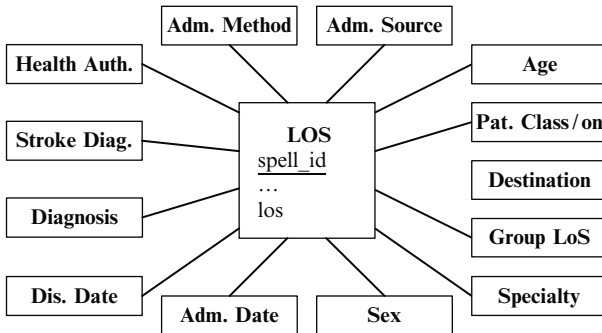 Adm. Method
Adm. Source
Health Auth.
Age
Stroke Diag.
LOS
spell_id
...
los
Pat. Class/on
Destination
Diagnosis
Group LoS
Dis. Date
Adm. Date
Sex
Specialty